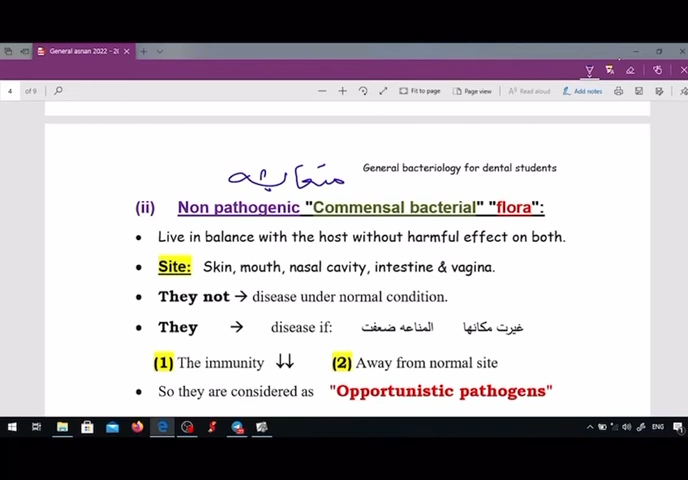 General asnan 2022 - 20
4 of 9
Fit to page
Page view
Read aloud
Add notes
General bacteriology for dental students
متعايشه
(ii) Non pathogenic "Commensal bacterial" "flora":
• Live in balance with the host without harmful effect on both.
• Site: Skin, mouth, nasal cavity, intestine & vagina.
• They not → disease under normal condition.
• They → disease if: المناعه ضعفت غيرت مكانها
(1) The immunity ↓↓ (2) Away from normal site
• So they are considered as "Opportunistic pathogens"
ENG